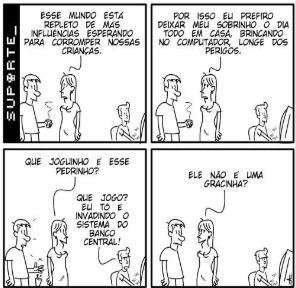 SUPORTE_
ESSE MUNDO ESTÁ
REPLETO DE MÁS
INFLUÊNCIAS ESPERANDO
PARA CORROMPER NOSSAS
CRIANÇAS.
POR ISSO EU PREFIRO
DEIXAR MEU SOBRINHO O DIA
TODO EM CASA, BRINCANDO
NO COMPUTADOR, LONGE DOS
PERIGOS.
QUE JOGUINHO É ESSE
PEDRINHO?
QUE JOGO?
EU TÔ É
INVADINDO O
SISTEMA DO
BANCO
CENTRAL!
ELE NÃO É UMA
GRACINHA?